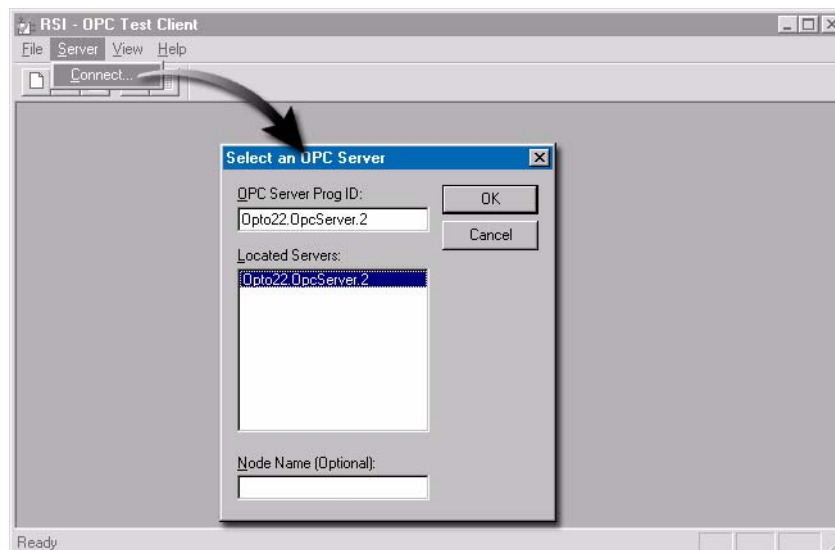 RSI - OPC Test Client
File Server View Help
Connect...
Select an OPC Server
OPC Server Prog ID:
Opto22.OpcServer.2
OK
Cancel
Located Servers:
Opto22.OpcServer.2
Node Name (Optional):
Ready